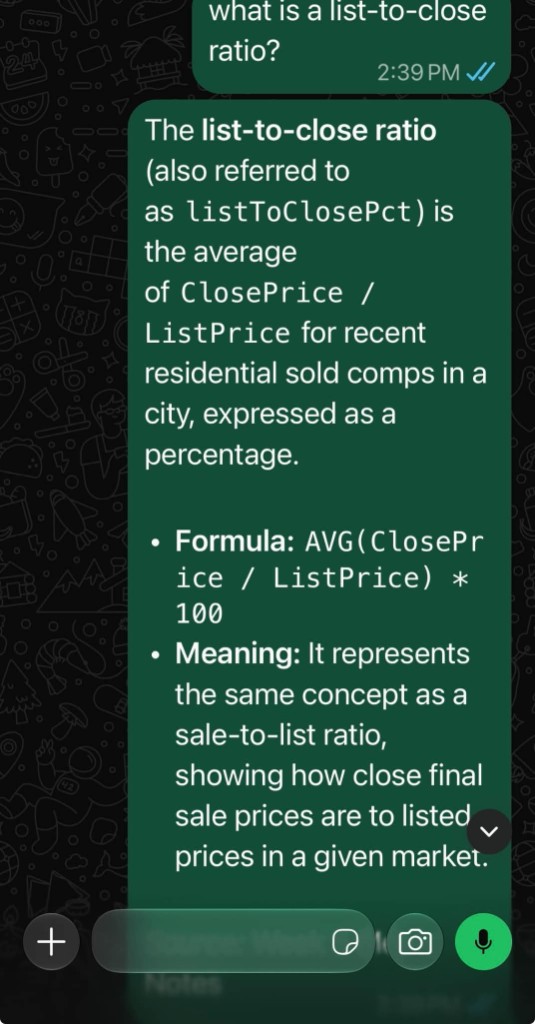 what is a list-to-close
ratio?
2:39 PM
The list-to-close ratio
(also referred to
as listToClosePct) is
the average
of ClosePrice /
ListPrice for recent
residential sold comps in a
city, expressed as a
percentage.
• Formula: AVG(ClosePr
ice / ListPrice) *
100
• Meaning: It represents
the same concept as a
sale-to-list ratio,
showing how close final
sale prices are to listed
prices in a given market.
Notes